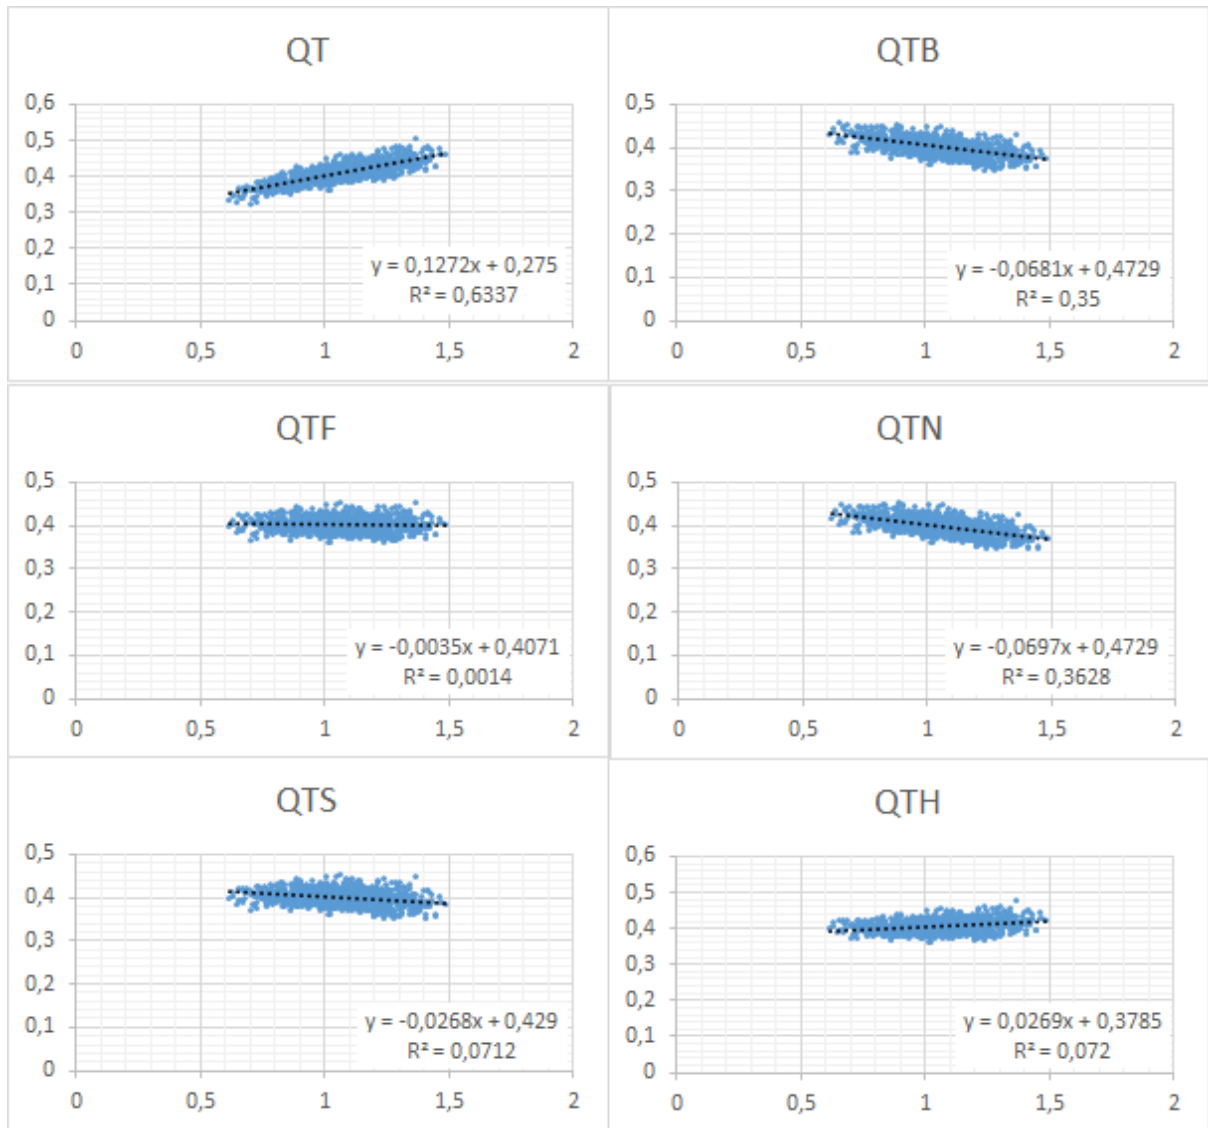 QT
0,6
0,5
0,4
0,3
0,2
0,1
0
y = 0,1272x + 0,275
R² = 0,6337
0 0,5 1 1,5 2
QTB
0,5
0,4
0,3
0,2
0,1
0
y = -0,0681x + 0,4729
R² = 0,35
0 0,5 1 1,5 2
QTF
0,5
0,4
0,3
0,2
0,1
0
y = -0,0035x + 0,4071
R² = 0,0014
0 0,5 1 1,5 2
QTN
0,5
0,4
0,3
0,2
0,1
0
y = -0,0697x + 0,4729
R² = 0,3628
0 0,5 1 1,5 2
QTS
0,5
0,4
0,3
0,2
0,1
0
y = -0,0268x + 0,429
R² = 0,0712
0 0,5 1 1,5 2
QTH
0,6
0,5
0,4
0,3
0,2
0,1
0
y = 0,0269x + 0,3785
R² = 0,072
0 0,5 1 1,5 2